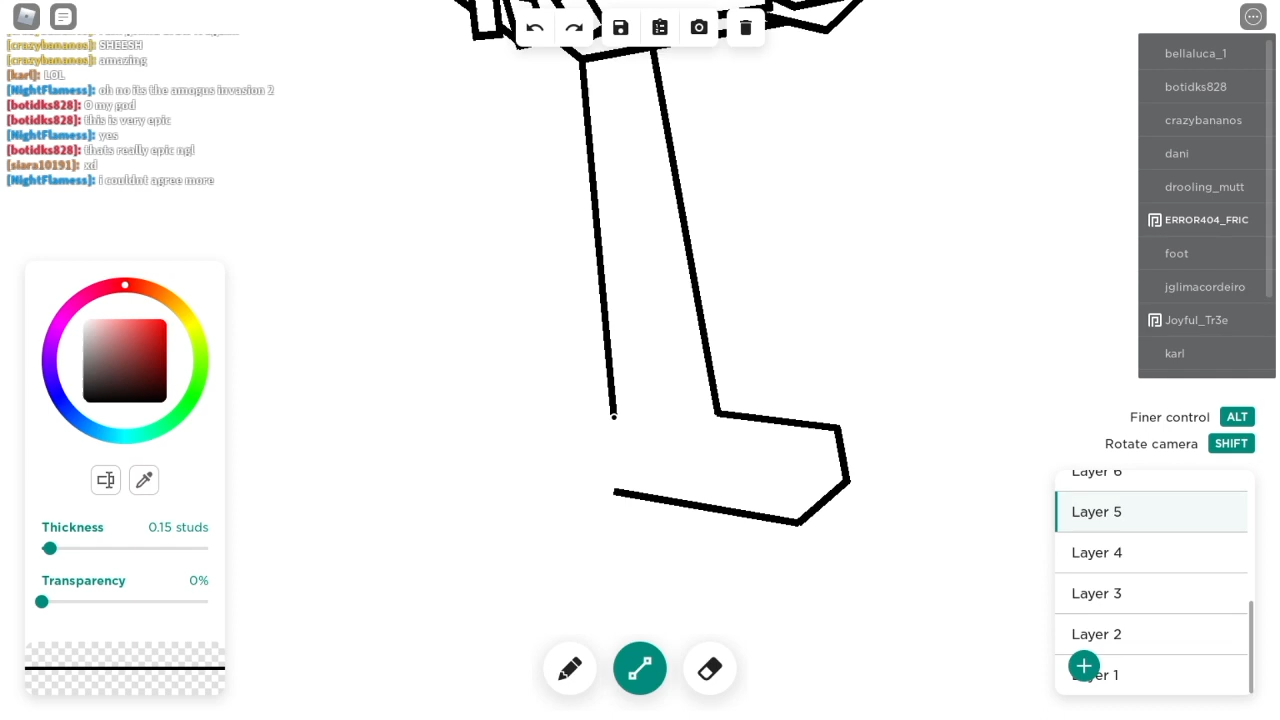 [crazybananos]: SHEESH
[crazybananos]: amazing
[karl]: LOL
[NightFlamess]: oh no its the amogus invasion 2
[botidks828]: O my god
[botidks828]: this is very epic
[NightFlamess]: yes
[botidks828]: thats really epic ngl
[siara10191]: xd
[NightFlamess]: i couldnt agree more
bellaluca_1
botidks828
crazybananos
dani
drooling_mutt
ERROR404_FRIC
foot
jglimacordeiro
Joyful_Tr3e
karl
Finer control ALT
Rotate camera SHIFT
Thickness 0.15 studs
Transparency 0%
Layer 6
Layer 5
Layer 4
Layer 3
Layer 2
er 1